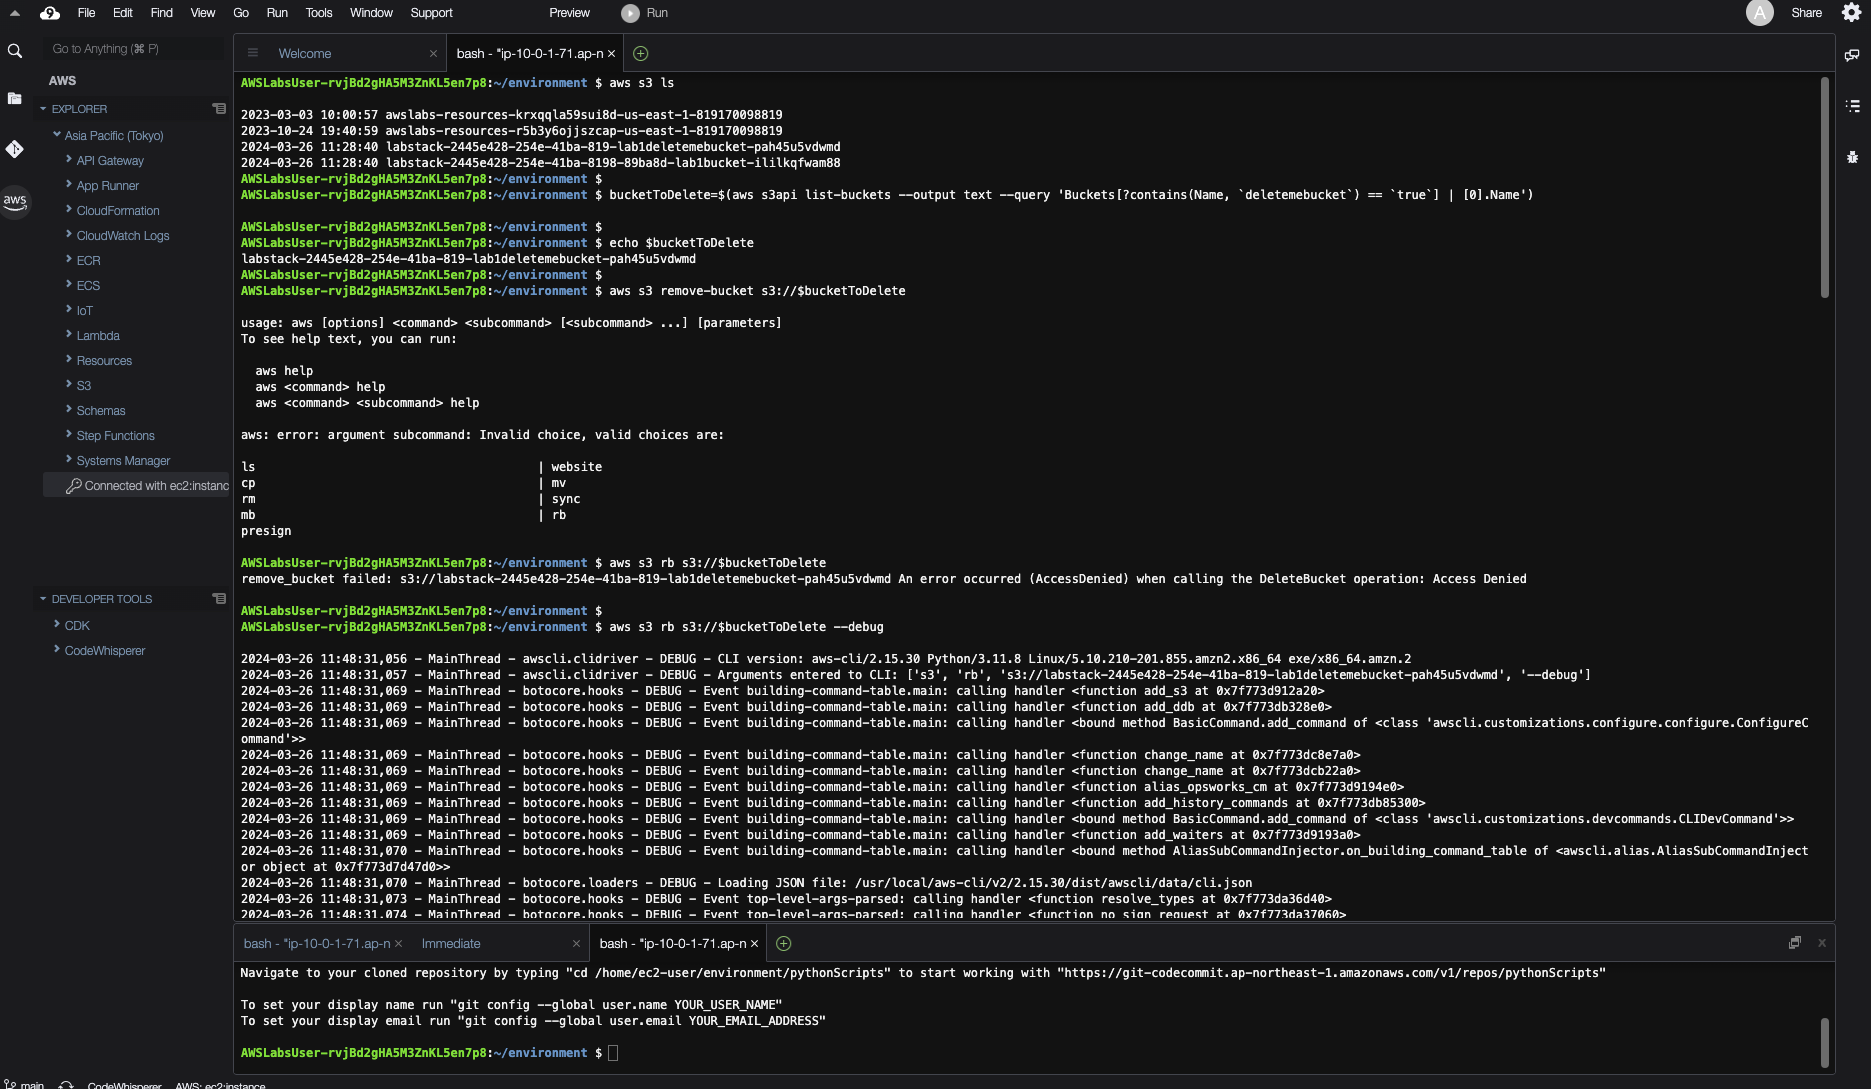 File Edit Find View Go Run Tools Window Support Preview Run A Share
Go to Anything (⌘ P)
AWS
EXPLORER
Asia Pacific (Tokyo)
API Gateway
App Runner
CloudFormation
CloudWatch Logs
ECR
ECS
IoT
Lambda
Resources
S3
Schemas
Step Functions
Systems Manager
Connected with ec2:instanc
DEVELOPER TOOLS
CDK
CodeWhisperer
aws
Welcome bash - "ip-10-0-1-71.ap-n
AWSLabsUser-rvjBd2gHA5M3ZnKL5en7p8:~/environment $ aws s3 ls
2023-03-03 10:00:57 awslabs-resources-krxqqla59sui8d-us-east-1-819170098819
2023-10-24 19:40:59 awslabs-resources-r5b3y6ojjszcap-us-east-1-819170098819
2024-03-26 11:28:40 labstack-2445e428-254e-41ba-819-lab1deletemebucket-pah45u5vdwmd
2024-03-26 11:28:40 labstack-2445e428-254e-41ba-8198-89ba8d-lab1bucket-ililkqfwam88
AWSLabsUser-rvjBd2gHA5M3ZnKL5en7p8:~/environment $
AWSLabsUser-rvjBd2gHA5M3ZnKL5en7p8:~/environment $ bucketToDelete=$(aws s3api list-buckets --output text --query 'Buckets[?contains(Name, `deletemebucket`) == `true`] | [0].Name')
AWSLabsUser-rvjBd2gHA5M3ZnKL5en7p8:~/environment $
AWSLabsUser-rvjBd2gHA5M3ZnKL5en7p8:~/environment $ echo $bucketToDelete
labstack-2445e428-254e-41ba-819-lab1deletemebucket-pah45u5vdwmd
AWSLabsUser-rvjBd2gHA5M3ZnKL5en7p8:~/environment $
AWSLabsUser-rvjBd2gHA5M3ZnKL5en7p8:~/environment $ aws s3 remove-bucket s3://$bucketToDelete
usage: aws [options] <command> <subcommand> [<subcommand> ...] [parameters]
To see help text, you can run:
aws help
aws <command> help
aws <command> <subcommand> help
aws: error: argument subcommand: Invalid choice, valid choices are:
ls | website
cp | mv
rm | sync
mb | rb
presign
AWSLabsUser-rvjBd2gHA5M3ZnKL5en7p8:~/environment $ aws s3 rb s3://$bucketToDelete
remove_bucket failed: s3://labstack-2445e428-254e-41ba-819-lab1deletemebucket-pah45u5vdwmd An error occurred (AccessDenied) when calling the DeleteBucket operation: Access Denied
AWSLabsUser-rvjBd2gHA5M3ZnKL5en7p8:~/environment $
AWSLabsUser-rvjBd2gHA5M3ZnKL5en7p8:~/environment $ aws s3 rb s3://$bucketToDelete --debug
2024-03-26 11:48:31,056 - MainThread - awscli.clidriver - DEBUG - CLI version: aws-cli/2.15.30 Python/3.11.8 Linux/5.10.210-201.855.amzn2.x86_64 exe/x86_64.amzn.2
2024-03-26 11:48:31,057 - MainThread - awscli.clidriver - DEBUG - Arguments entered to CLI: ['s3', 'rb', 's3://labstack-2445e428-254e-41ba-819-lab1deletemebucket-pah45u5vdwmd', '--debug']
2024-03-26 11:48:31,069 - MainThread - botocore.hooks - DEBUG - Event building-command-table.main: calling handler <function add_s3 at 0x7f773d912a20>
2024-03-26 11:48:31,069 - MainThread - botocore.hooks - DEBUG - Event building-command-table.main: calling handler <function add_ddb at 0x7f773db328e0>
2024-03-26 11:48:31,069 - MainThread - botocore.hooks - DEBUG - Event building-command-table.main: calling handler <bound method BasicCommand.add_command of <class 'awscli.customizations.configure.configure.ConfigureC
ommand'>>
2024-03-26 11:48:31,069 - MainThread - botocore.hooks - DEBUG - Event building-command-table.main: calling handler <function change_name at 0x7f773dc8e7a0>
2024-03-26 11:48:31,069 - MainThread - botocore.hooks - DEBUG - Event building-command-table.main: calling handler <function change_name at 0x7f773dcb22a0>
2024-03-26 11:48:31,069 - MainThread - botocore.hooks - DEBUG - Event building-command-table.main: calling handler <function alias_opsworks_cm at 0x7f773d9194e0>
2024-03-26 11:48:31,069 - MainThread - botocore.hooks - DEBUG - Event building-command-table.main: calling handler <function add_history_commands at 0x7f773db85300>
2024-03-26 11:48:31,069 - MainThread - botocore.hooks - DEBUG - Event building-command-table.main: calling handler <bound method BasicCommand.add_command of <class 'awscli.customizations.devcommands.CLIDevCommand'>>
2024-03-26 11:48:31,069 - MainThread - botocore.hooks - DEBUG - Event building-command-table.main: calling handler <function add_waiters at 0x7f773d9193a0>
2024-03-26 11:48:31,070 - MainThread - botocore.hooks - DEBUG - Event building-command-table.main: calling handler <bound method AliasSubCommandInjector.on_building_command_table of <awscli.alias.AliasSubCommandInject
or object at 0x7f773d7d47d0>>
2024-03-26 11:48:31,070 - MainThread - botocore.loaders - DEBUG - Loading JSON file: /usr/local/aws-cli/v2/2.15.30/dist/awscli/data/cli.json
2024-03-26 11:48:31,073 - MainThread - botocore.hooks - DEBUG - Event top-level-args-parsed: calling handler <function resolve_types at 0x7f773da36d40>
2024-03-26 11:48:31,074 - MainThread - botocore.hooks - DEBUG - Event top-level-args-parsed: calling handler <function no_sign_request at 0x7f773da37060>
bash - "ip-10-0-1-71.ap-n Immediate bash - "ip-10-0-1-71.ap-n
Navigate to your cloned repository by typing "cd /home/ec2-user/environment/pythonScripts" to start working with "https://git-codecommit.ap-northeast-1.amazonaws.com/v1/repos/pythonScripts"
To set your display name run "git config --global user.name YOUR_USER_NAME"
To set your display email run "git config --global user.email YOUR_EMAIL_ADDRESS"
AWSLabsUser-rvjBd2gHA5M3ZnKL5en7p8:~/environment $
main CodeWhisperer AWS: ec2:instance